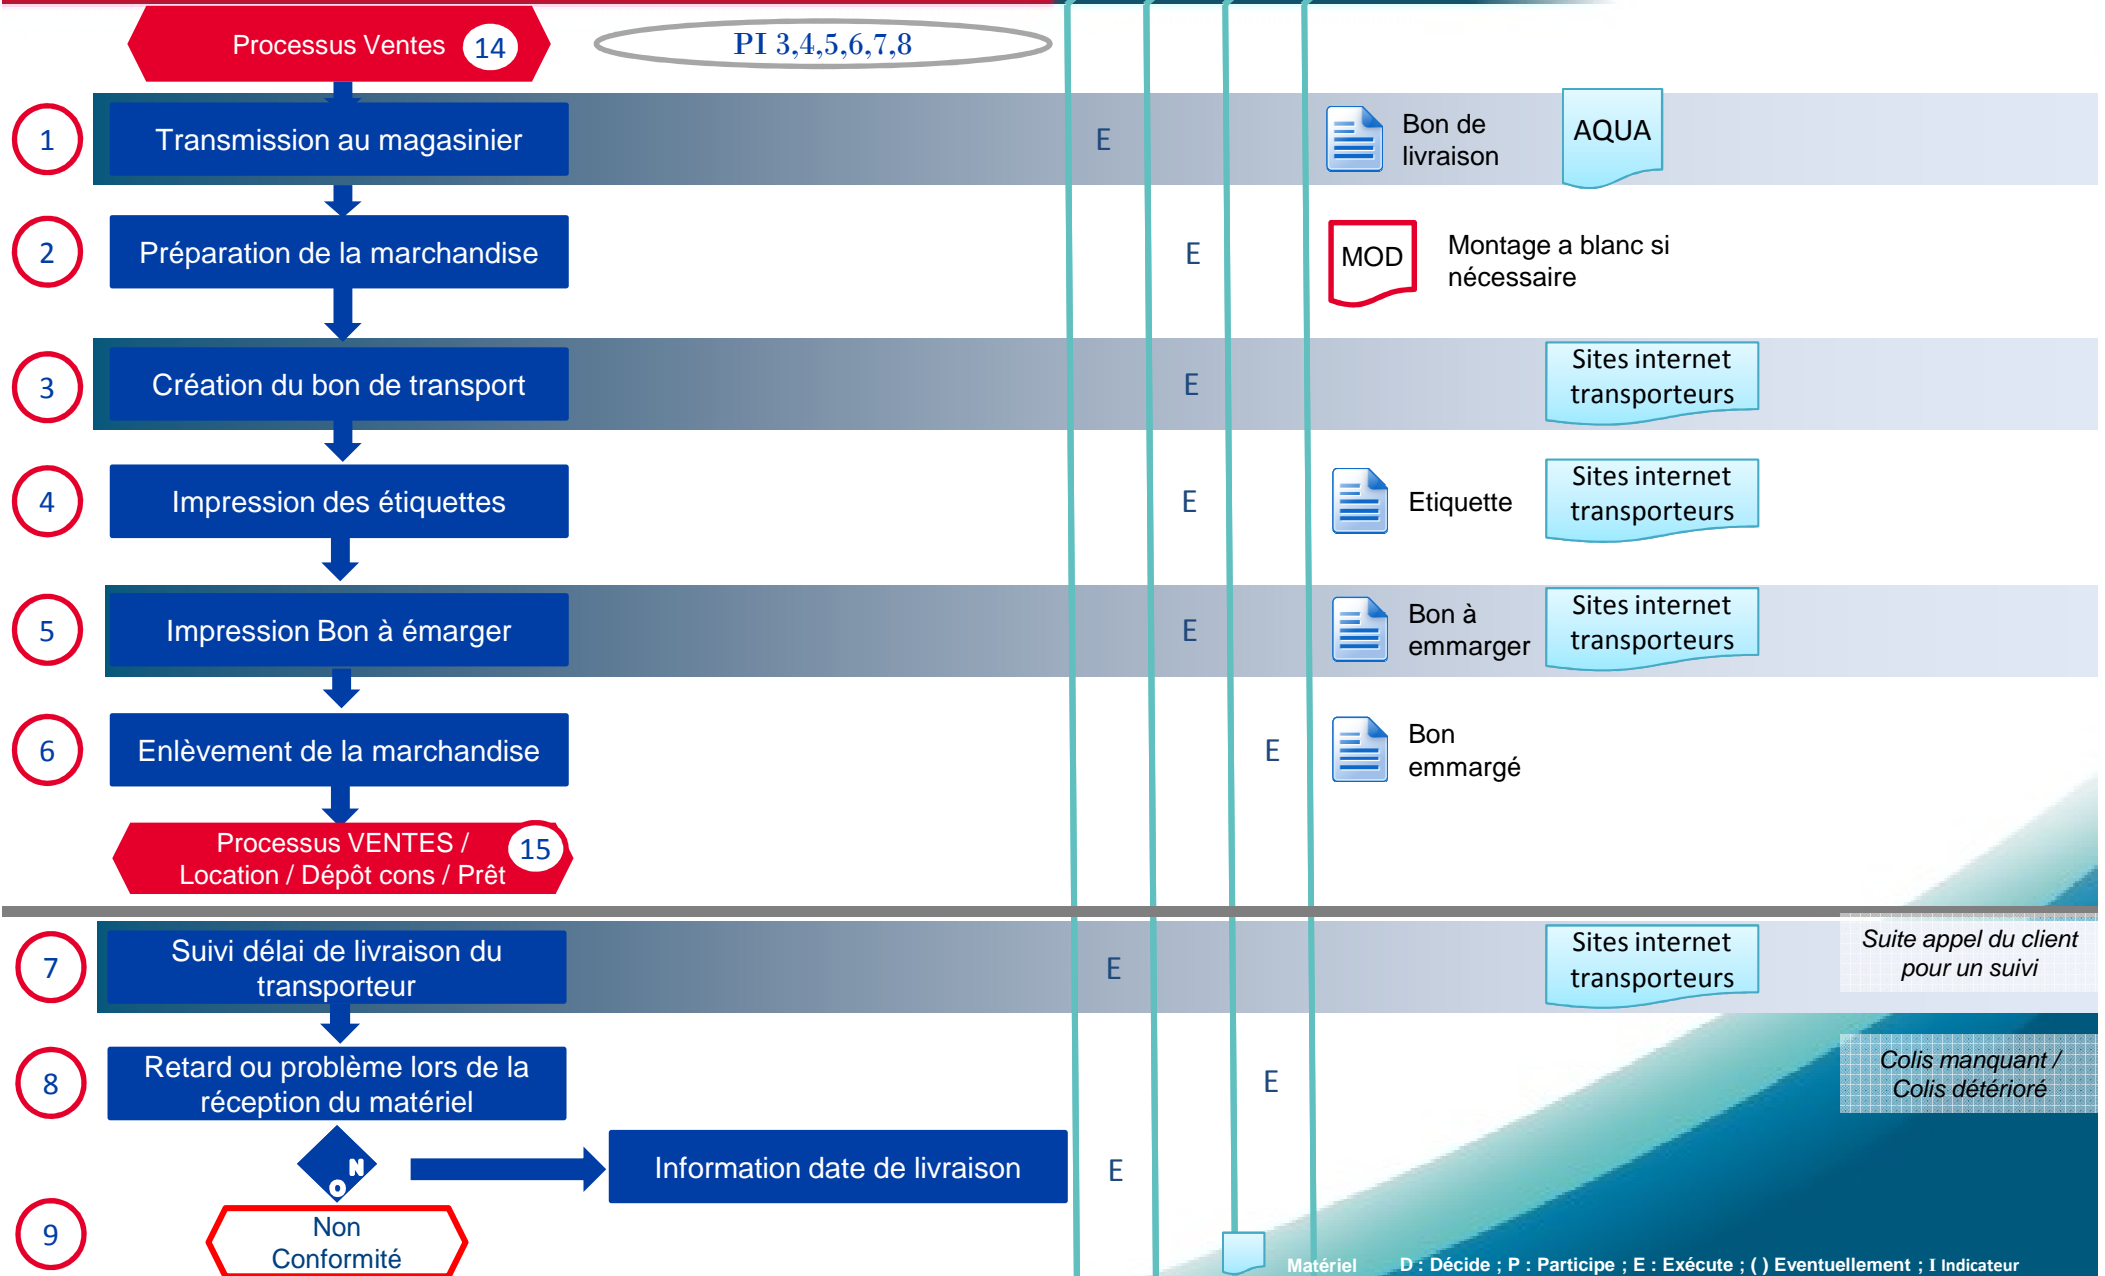 Processus Ventes 14
PI 3,4,5,6,7,8
1
Transmission au magasinier
E
Bon de
livraison
AQUA
2
Préparation de la marchandise
E
MOD
Montage a blanc si
nécessaire
3
Création du bon de transport
E
Sites internet
transporteurs
4
Impression des étiquettes
E
Etiquette
Sites internet
transporteurs
5
Impression Bon à émarger
E
Bon à
emmarger
Sites internet
transporteurs
6
Enlèvement de la marchandise
E
Bon
emmargé
Processus VENTES /
Location / Dépôt cons / Prêt
15
7
Suivi délai de livraison du
transporteur
E
Sites internet
transporteurs
Suite appel du client
pour un suivi
8
Retard ou problème lors de la
réception du matériel
E
Colis manquant /
Colis détérioré
N
O
Information date de livraison
E
9
Non
Conformité
Matériel D : Décide ; P : Participe ; E : Exécute ; ( ) Eventuellement ; I Indicateur